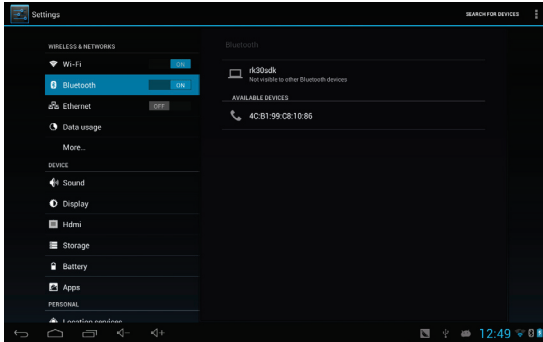 Settings
SEARCH FOR DEVICES
WIRELESS & NETWORKS
Wi-Fi
ON
Bluetooth
ON
Ethernet
OFF
Data usage
More...
DEVICE
Sound
Display
Hdmi
Storage
Battery
Apps
PERSONAL
Location services
Bluetooth
rk30sdk
Not visible to other Bluetooth devices
AVAILABLE DEVICES
4C:B1:99:C8:10:86
12:49